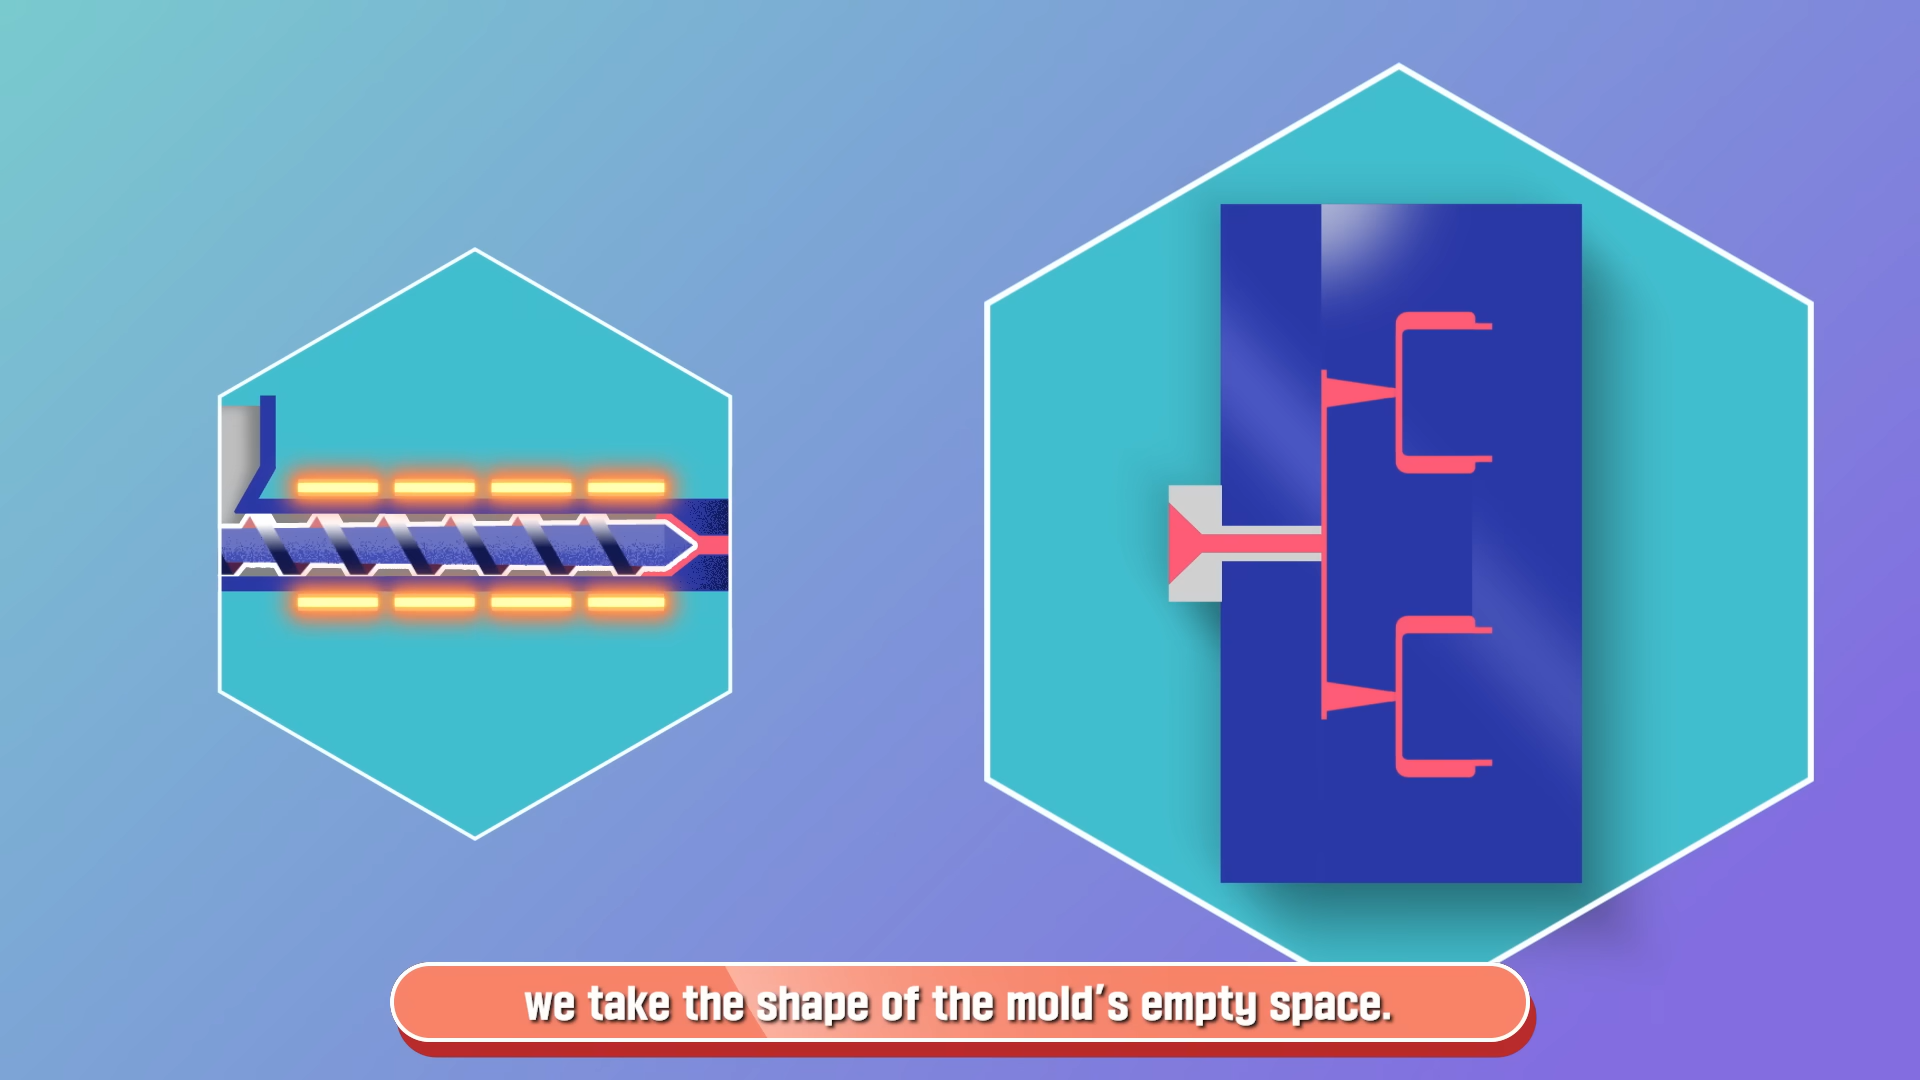 we take the shape of the mold's empty space.